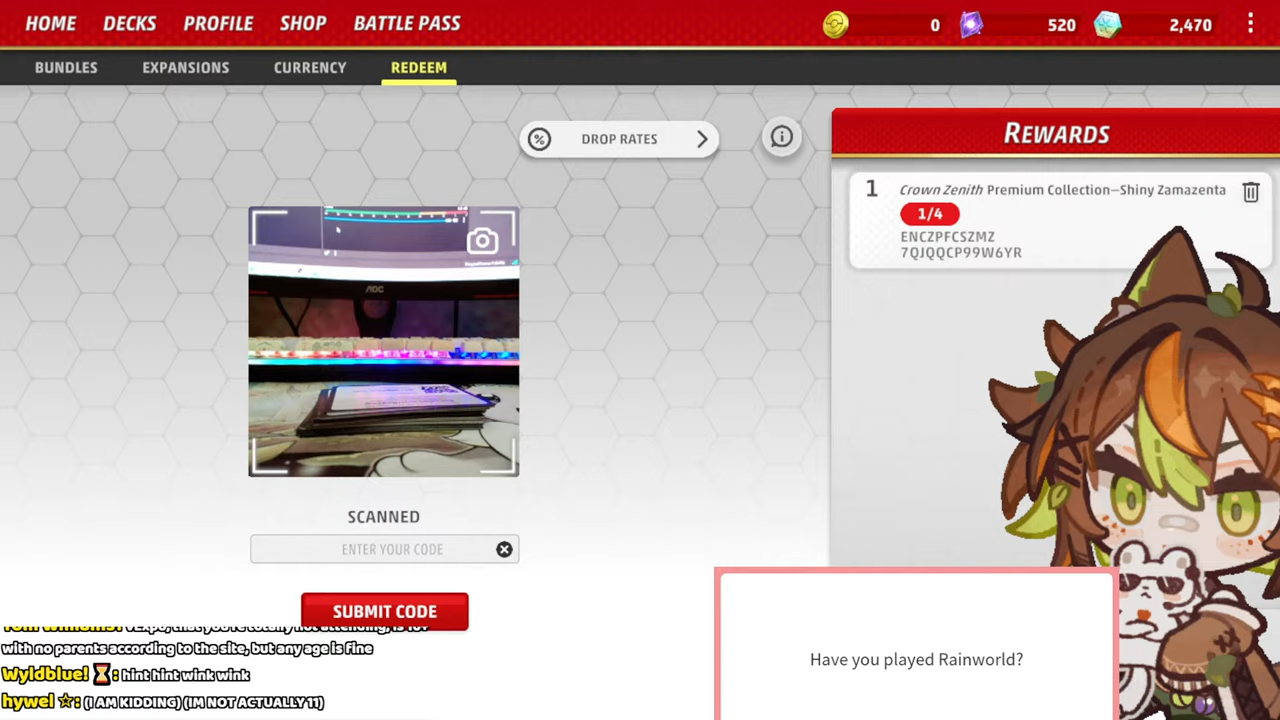 HOME DECKS PROFILE SHOP BATTLE PASS 0 520 2,470
BUNDLES EXPANSIONS CURRENCY REDEEM
% DROP RATES
REWARDS
1 Crown Zenith Premium Collection—Shiny Zamazenta
1/4
ENCZPFCSZMZ
7QJQQCP99W6YR
AOC
SCANNED
ENTER YOUR CODE
SUBMIT CODE
with no parents according to the site, but any age is fine
Wyldblue! ⏳: hint hint wink wink
hywel ☆: (I AM KIDDING) (IM NOT ACTUALLY 11)
Have you played Rainworld?